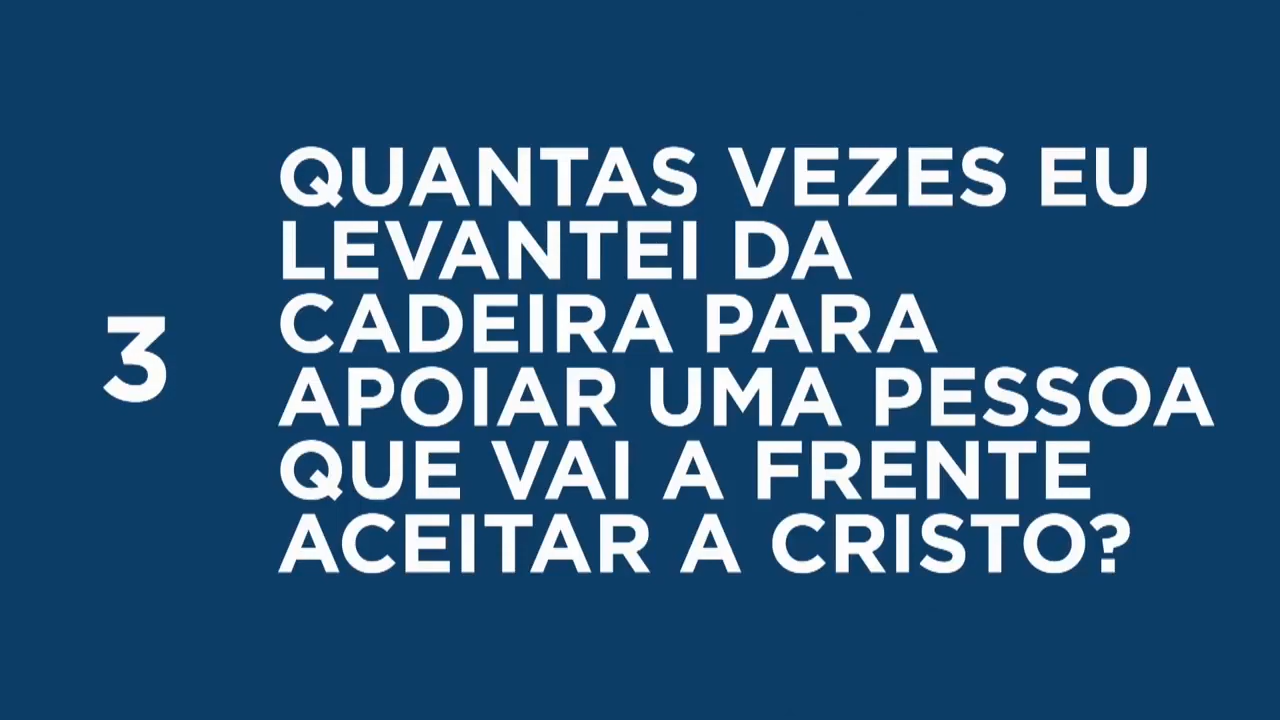 3
QUANTAS VEZES EU
LEVANTEI DA
CADEIRA PARA
APOIAR UMA PESSOA
QUE VAI A FRENTE
ACEITAR A CRISTO?